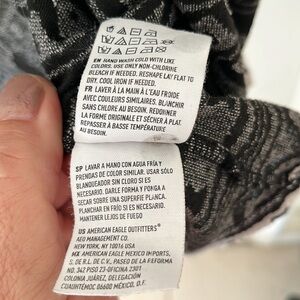 EN HAND WASH COLD WITH LIKE
COLORS. USE ONLY NON-CHLORINE
BLEACH IF NEEDED. RESHAPE LAY FLAT TO
DRY. COOL IRON IF NEEDED.
FR LAVER À LA MAIN À L'EAU FROIDE
AVEC COULEURS SIMILAIRES. BLANCHIR
SANS CHLORE AU BESOIN. REDONNER
LA FORME ORIGINALE ET SÉCHER À PLAT.
REPASSER À BASSE TEMPÉRATURE
AU BESOIN.
SP LAVAR A MANO CON AGUA FRÍA Y
PRENDAS DE COLOR SIMILAR. USAR SÓLO
BLANQUEADOR SIN CLORO SI ES
NECESARIO. DARLE FORMA Y PONGA A
SECAR SOBRE UNA SUPERFICIE PLANA.
PLANCHAR EN FRÍO SI ES NECESARIO.
MANTENER LEJOS DE FUEGO
US AMERICAN EAGLE OUTFITTERS®
AEO MANAGEMENT CO.
NEW YORK, NY 10016 USA
MX AMERICAN EAGLE MEXICO IMPORTS,
S. DE R.L. DE C.V., PASEO DE LA REFORMA
NO. 342 PISO 23-OFICINA 2301
COLONIA JUÁREZ, DELEGACIÓN
CUAUHTÉMOC 06600 MÉXICO, D.F.